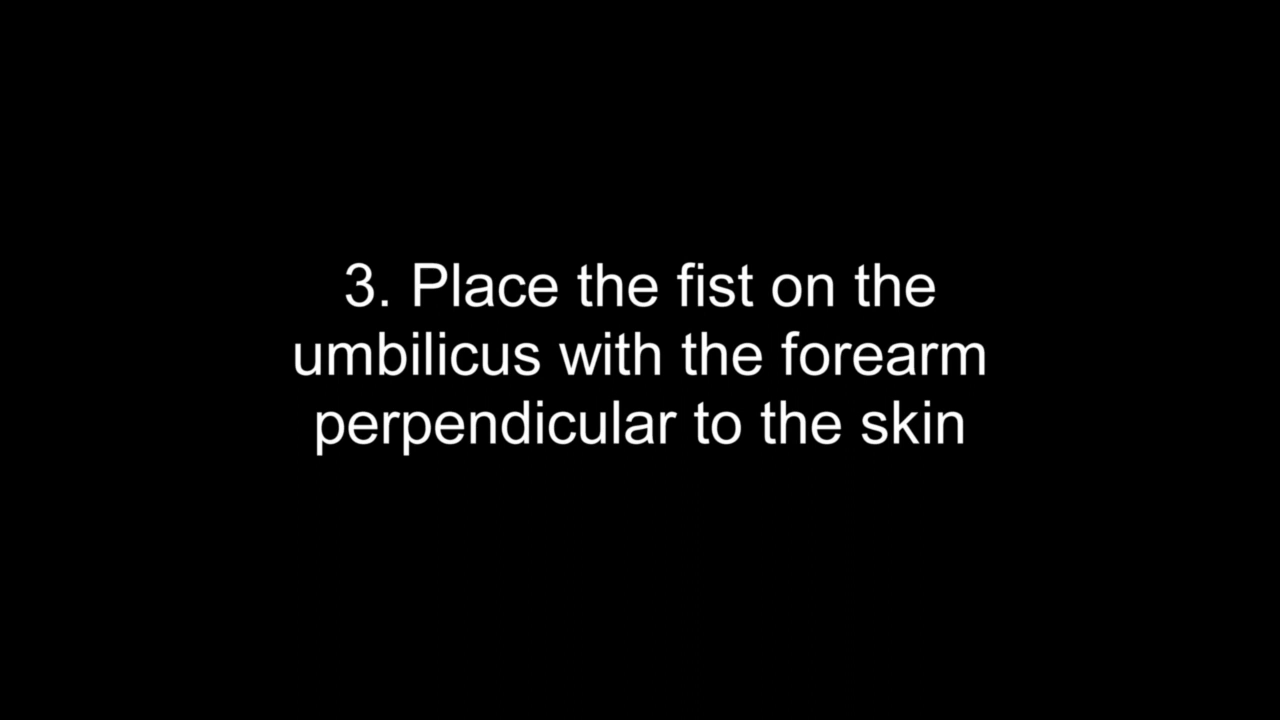 3. Place the fist on the
umbilicus with the forearm
perpendicular to the skin